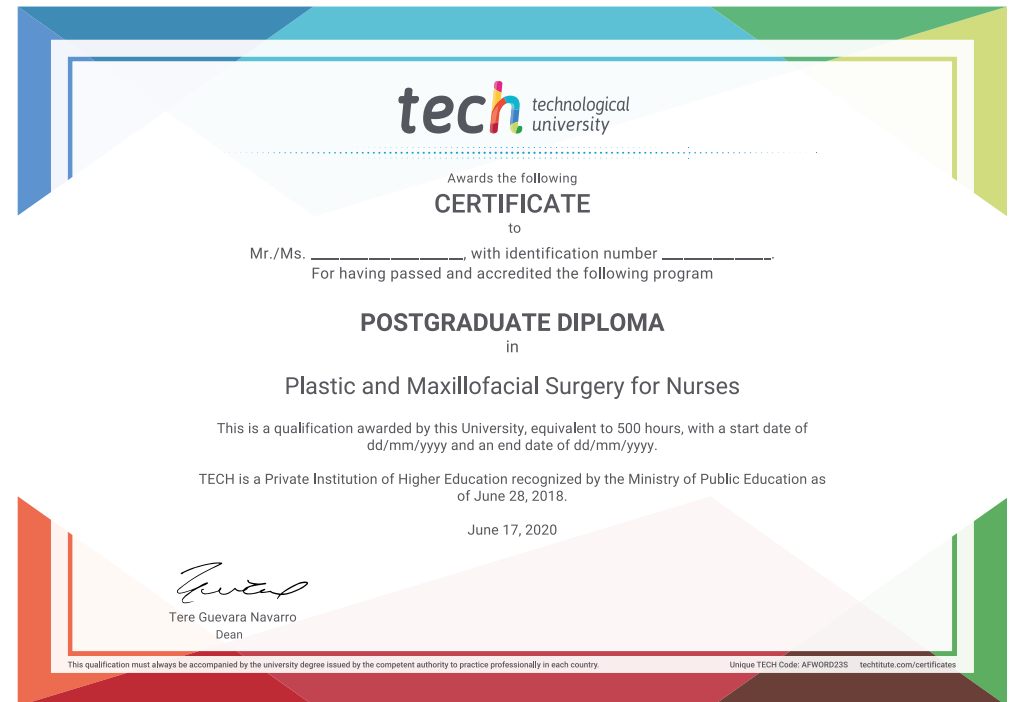 tech technological
university
Awards the following
CERTIFICATE
to
Mr./Ms. ____________________, with identification number ______________.
For having passed and accredited the following program
POSTGRADUATE DIPLOMA
in
Plastic and Maxillofacial Surgery for Nurses
This is a qualification awarded by this University, equivalent to 500 hours, with a start date of
dd/mm/yyyy and an end date of dd/mm/yyyy.
TECH is a Private Institution of Higher Education recognized by the Ministry of Public Education as
of June 28, 2018.
June 17, 2020
Tere Guevara Navarro
Dean
This qualification must always be accompanied by the university degree issued by the competent authority to practice professionally in each country.
Unique TECH Code: AFWORD23S techtitute.com/certificates